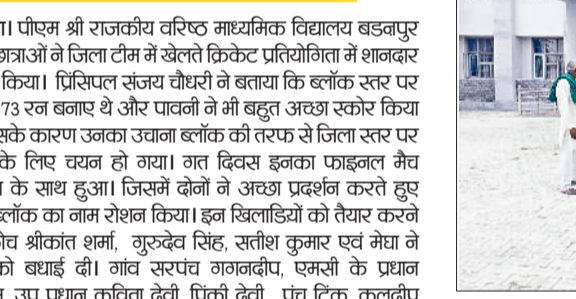 पीएम श्री राजकीय वरिष्ठ माध्यमिक विद्यालय बडनपुर
छात्राओं ने जिला टीम में खेलते क्रिकेट प्रतियोगिता में शानदार
किया। प्रिंसिपल संजय चौधरी ने बताया कि ब्लॉक स्तर पर
73 रन बनाए थे और पावनी ने भी बहुत अच्छा स्कोर किया
सके कारण उनका उचाना ब्लॉक की तरफ से जिला स्तर पर
के लिए चयन हो गया। गत दिवस इनका फाइनल मैच
के साथ हुआ। जिसमें दोनों ने अच्छा प्रदर्शन करते हुए
ब्लॉक का नाम रोशन किया। इन खिलाडियों को तैयार करने
श्रीकांत शर्मा, गुरुदेव सिंह, सतीश कुमार एवं मेघा ने
को बधाई दी। गांव सरपंच गगनदीप, एमसी के प्रधान
उप प्रधान कविता देवी, पिंकी देवी, पंच टिंकू, कुलदीप